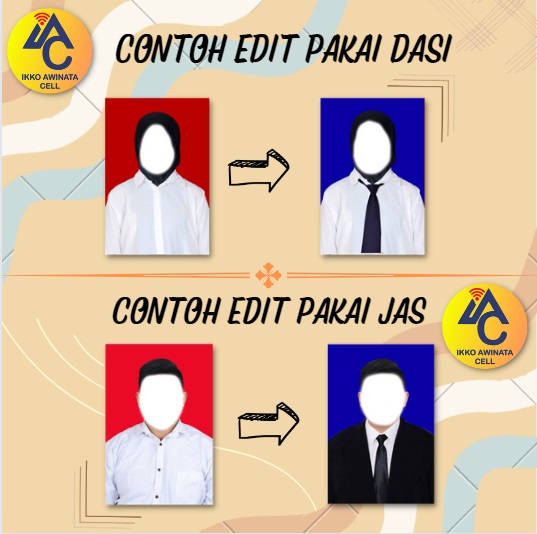 IKKO AWINATA
CELL
CONTOH EDIT PAKAI DASI
CONTOH EDIT PAKAI JAS
IKKO AWINATA
CELL